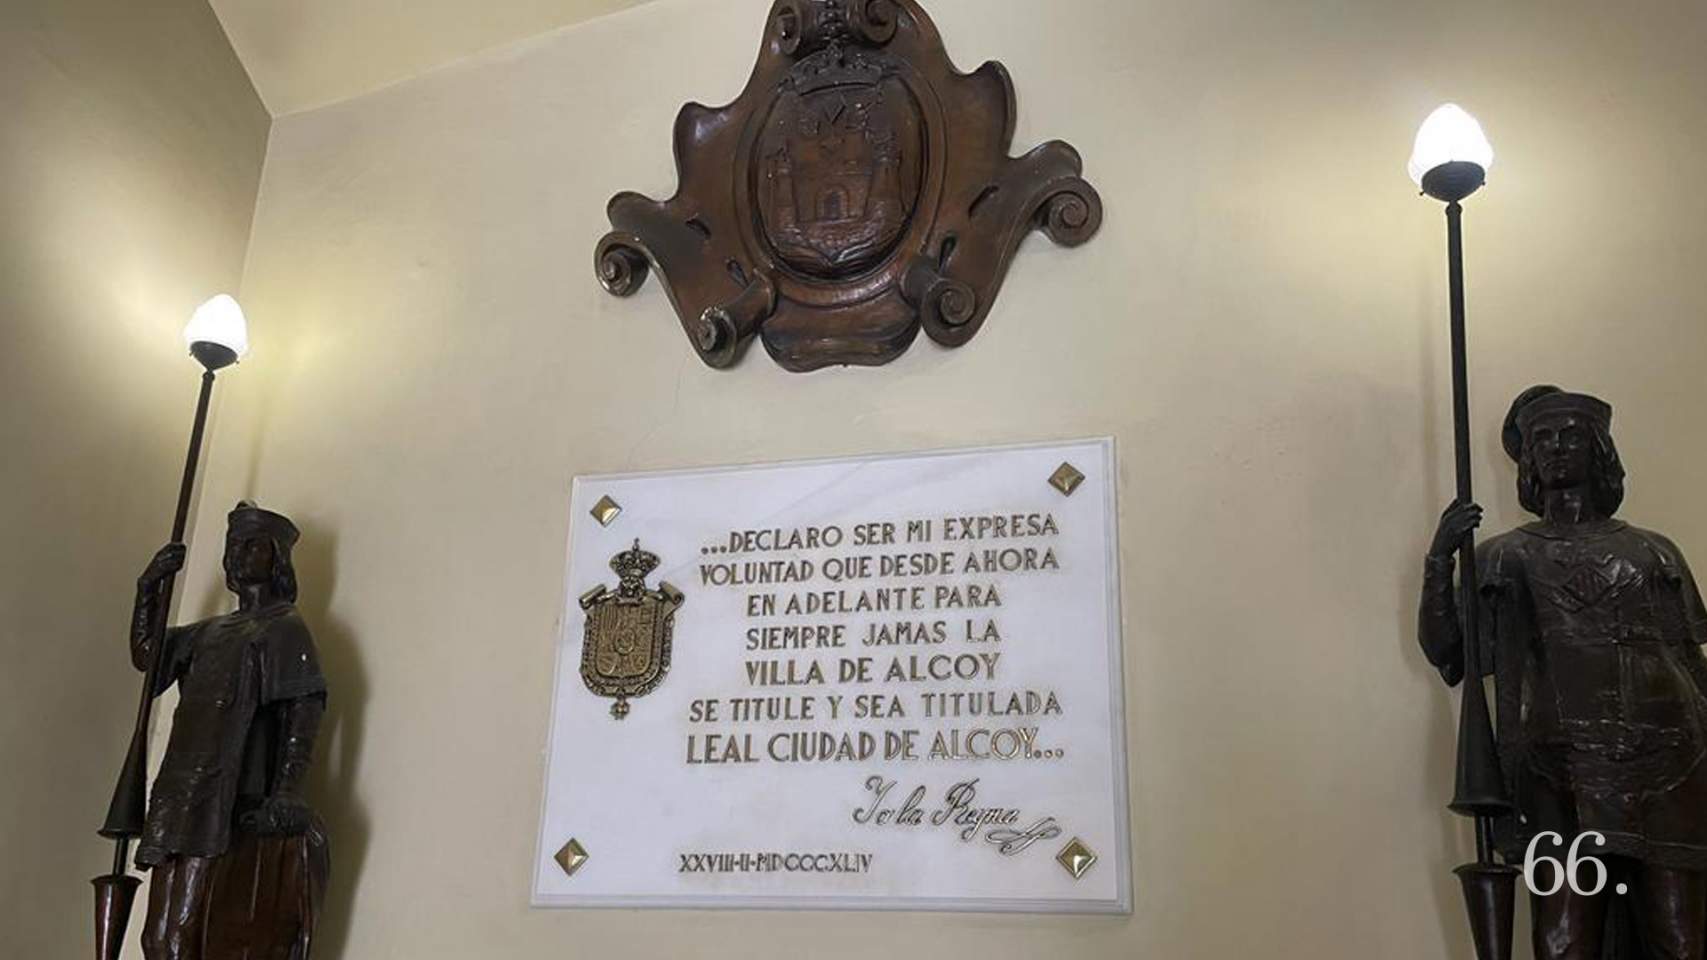 ...DECLARO SER MI EXPRESA
VOLUNTAD QUE DESDE AHORA
EN ADELANTE PARA
SIEMPRE JAMAS LA
VILLA DE ALCOY
SE TITULE Y SEA TITULADA
LEAL CIUDAD DE ALCOY...
Yo la Reyna
XXVIII-II-MDCCCXLIV
66.